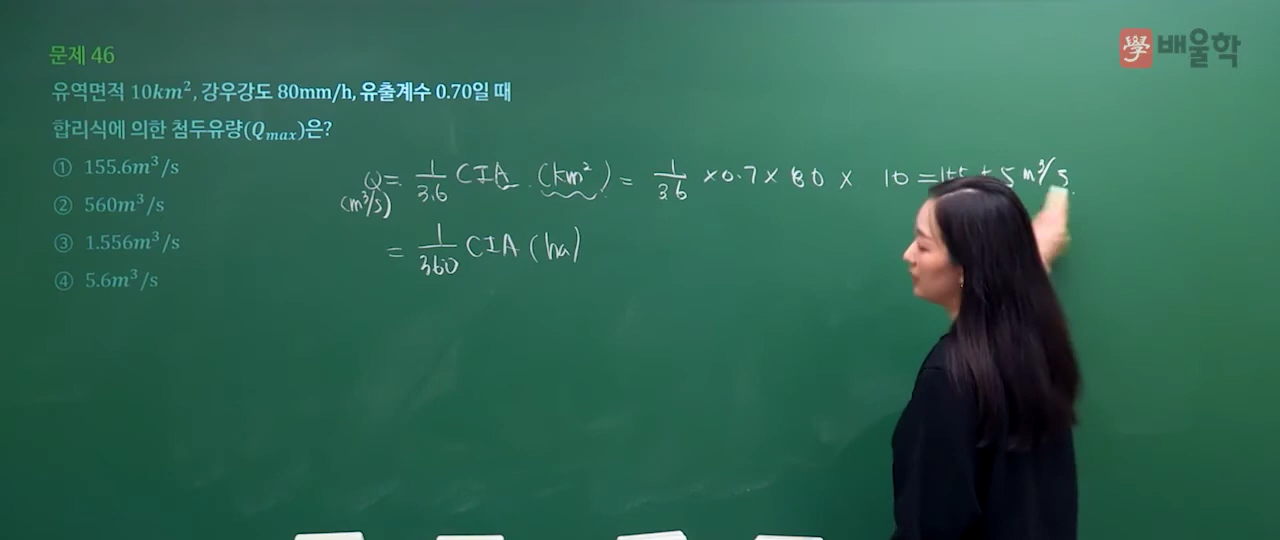 學 배울학
문제 46
유역면적 10km², 강우강도 80mm/h, 유출계수 0.70일 때
합리식에 의한 첨두유량(Qmax)은?
① 155.6m³/s
② 560m³/s
③ 1.556m³/s
④ 5.6m³/s
Q = 1/3.6 CIA (km²) = 1/3.6 × 0.7 × 80 × 10 = m³/s
(m³/s)
= 1/360 CIA (ha)